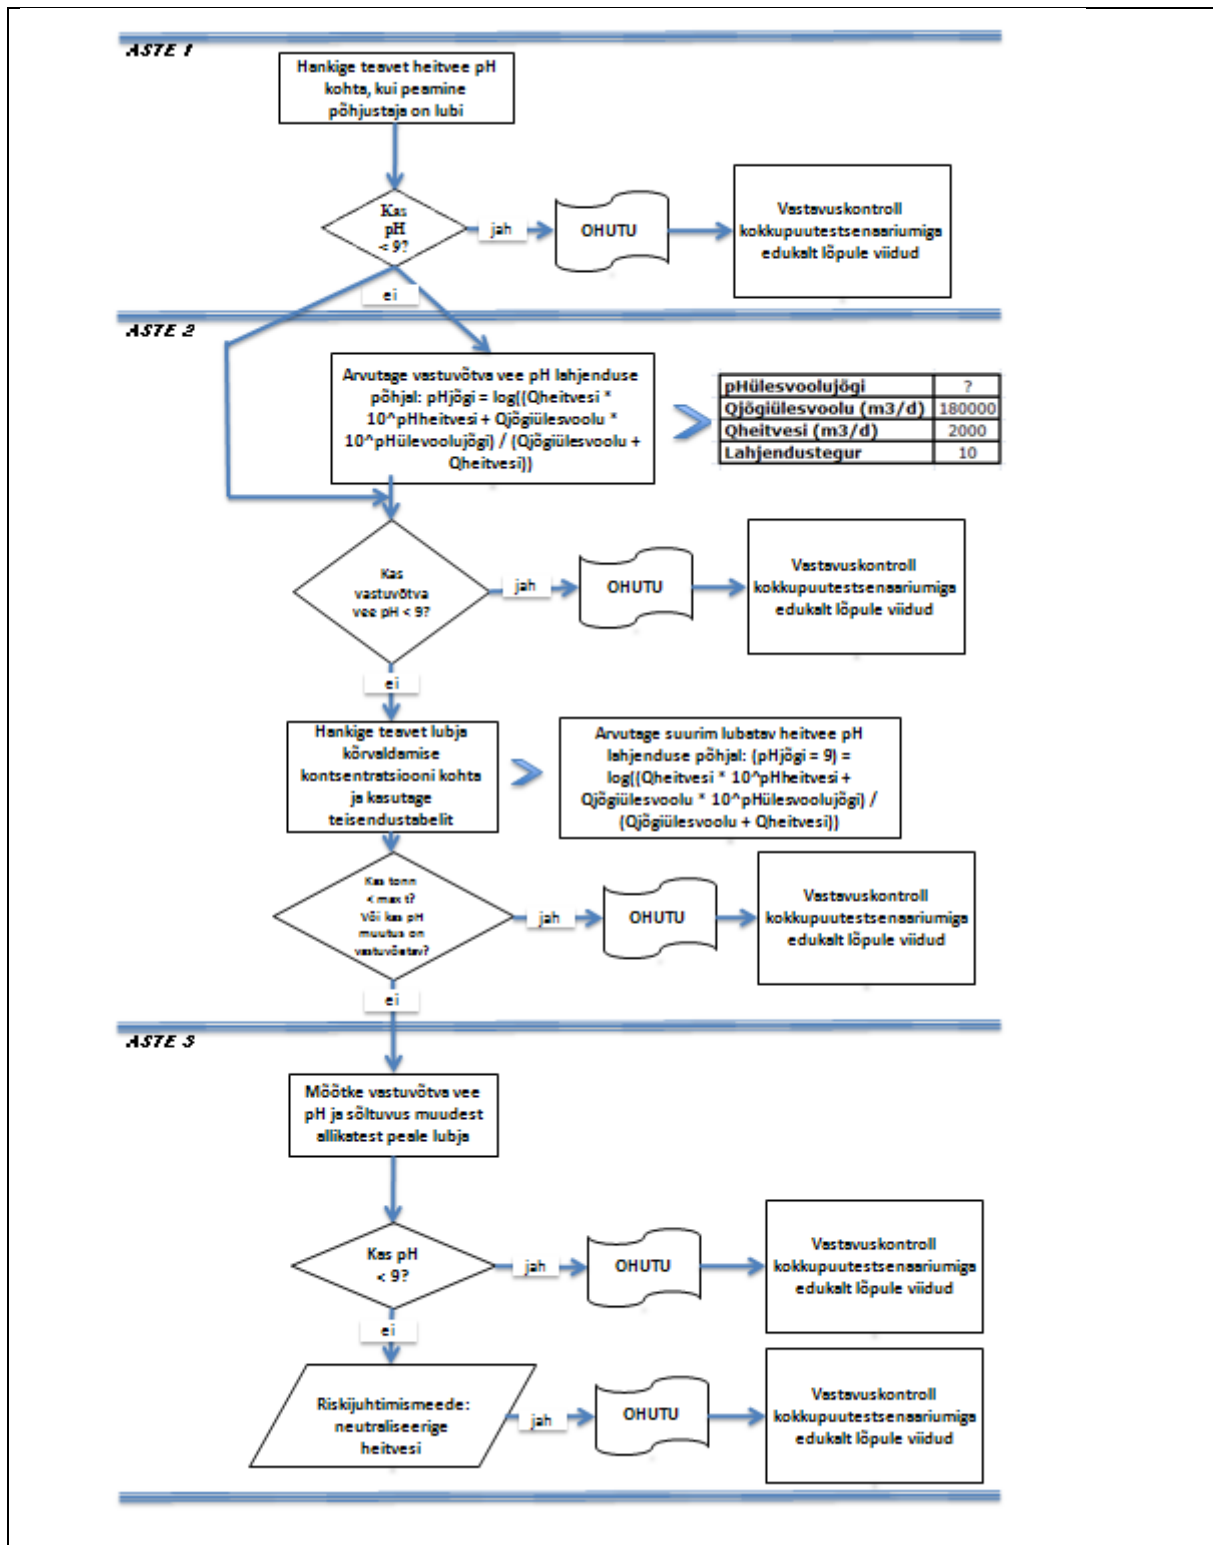 ASTE 1
Hankige teavet heitvee pH
kohta, kui peamine
põhjustaja on lubi
Kas
pH
< 9?
jah
OHUTU
Vastavuskontroll
kokkupuutestsenaariumiga
edukalt lõpule viidud
ei
ASTE 2
Arvutage vastuvõtva vee pH lahjenduse
põhjal: pHjõgi = log((Qheitvesi *
10^pHheitvesi + Qjõgiülesvoolu *
10^pHülevoolujõgi) / (Qjõgiülesvoolu +
Qheitvesi))
pHülesvoolujõgi ?
Qjõgiülesvoolu (m3/d) 180000
Qheitvesi (m3/d) 2000
Lahjendustegur 10
Kas
vastuvõtva
vee pH < 9?
jah
OHUTU
Vastavuskontroll
kokkupuutestsenaariumiga
edukalt lõpule viidud
ei
Hankige teavet lubja
kõrvaldamise
kontsentratsiooni kohta
ja kasutage
teisendustabelit
Arvutage suurim lubatav heitvee pH
lahjenduse põhjal: (pHjõgi = 9) =
log((Qheitvesi * 10^pHheitvesi +
Qjõgiülesvoolu * 10^pHülesvoolujõgi) /
(Qjõgiülesvoolu + Qheitvesi))
Kas tonn
< max t?
Või kas pH
muutus on
vastuvõetav?
jah
OHUTU
Vastavuskontroll
kokkupuutestsenaariumiga
edukalt lõpule viidud
ei
ASTE 3
Mõõtke vastuvõtva vee
pH ja sõltuvus muudest
allikatest peale lubja
Kas pH
< 9?
jah
OHUTU
Vastavuskontroll
kokkupuutestsenaariumiga
edukalt lõpule viidud
ei
Riskijuhtimismeede:
neutraliseerige
heitvesi
jah
OHUTU
Vastavuskontroll
kokkupuutestsenaariumiga
edukalt lõpule viidud